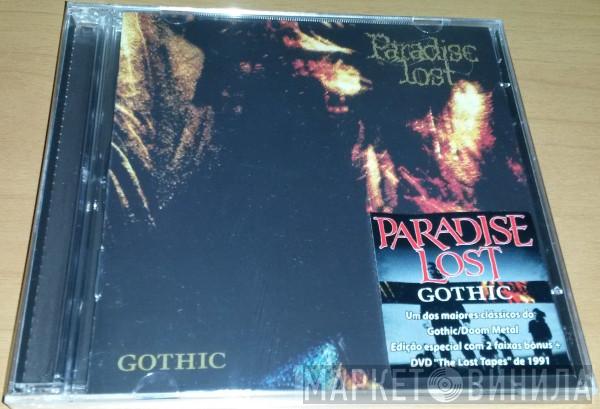 Paradise
Lost
PARADISE
LOST
GOTHIC
Um dos maiores clássicos do
Gothic/Doom Metal
Edição especial com 2 faixas bonus +
DVD "The Lost Tapes" de 1991
GOTHIC
МАРКЕТ ВИНИЛА